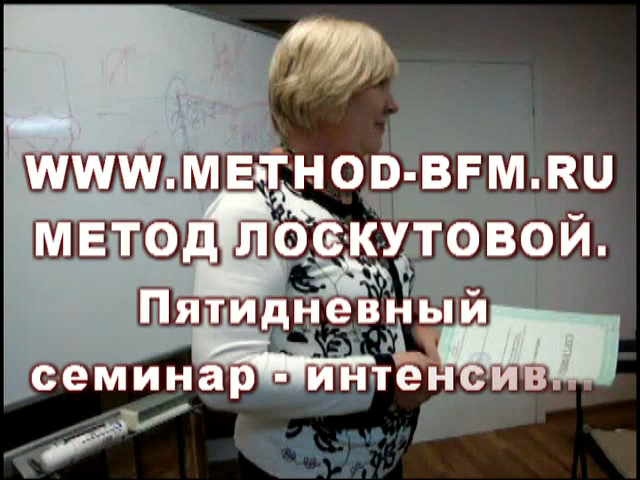 WWW.METHOD-BFM.RU
МЕТОД ЛОСКУТОВОЙ.
Пятидневный
семинар - интенсив...